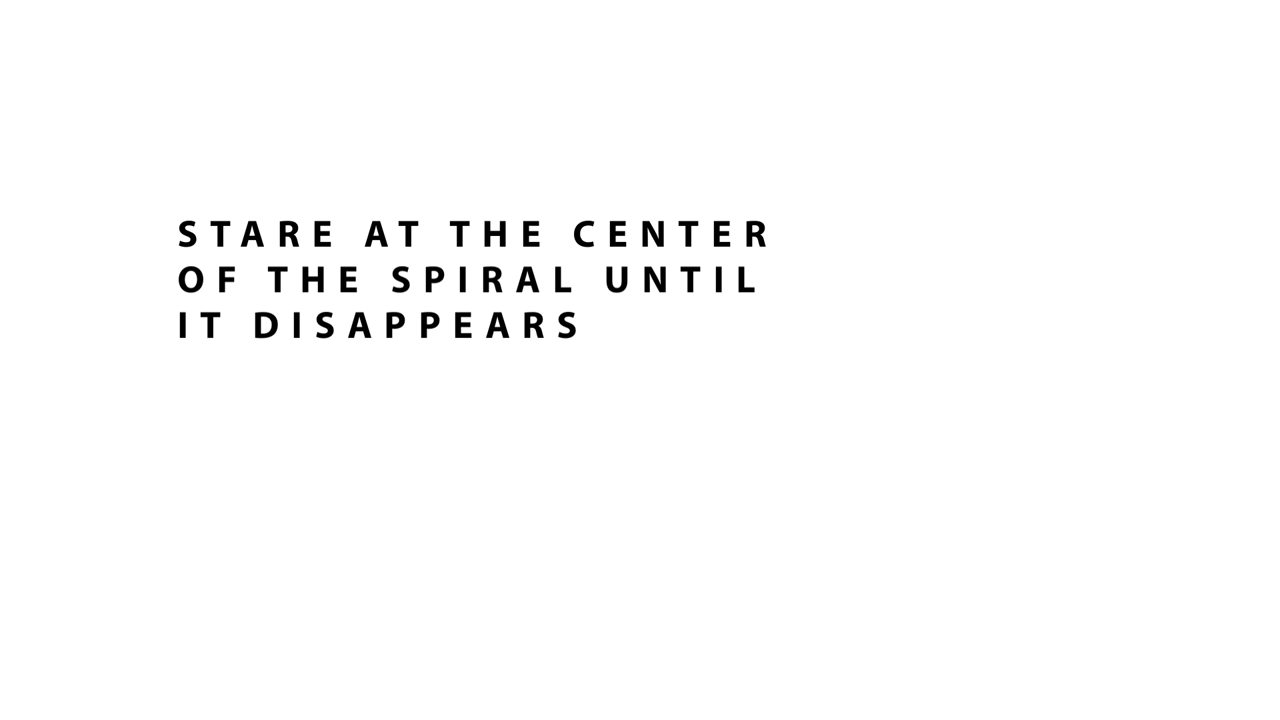 STARE AT THE CENTER
OF THE SPIRAL UNTIL
IT DISAPPEARS